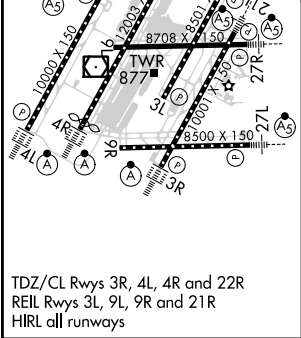 A5
10000 X 150
12003
8501
A5
21
9L
8708 X 150
TWR
877
27R
3L
10001 X 150
P
4R
4L
A
A
9R
8500 X 150
27L
A5
P
P
P
A
3R
TDZ/CL Rwys 3R, 4L, 4R and 22R
REIL Rwys 3L, 9L, 9R and 21R
HIRL all runways